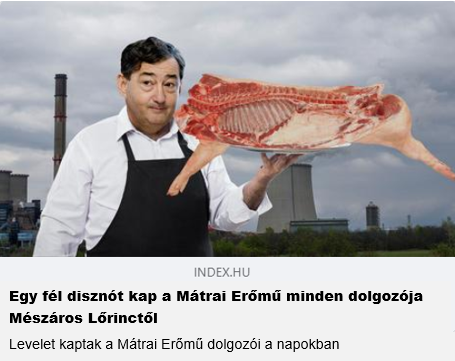 INDEX.HU
Egy fél disznót kap a Mátrai Erőmű minden dolgozója
Mészáros Lőrinctől
Levelet kaptak a Mátrai Erőmű dolgozói a napokban